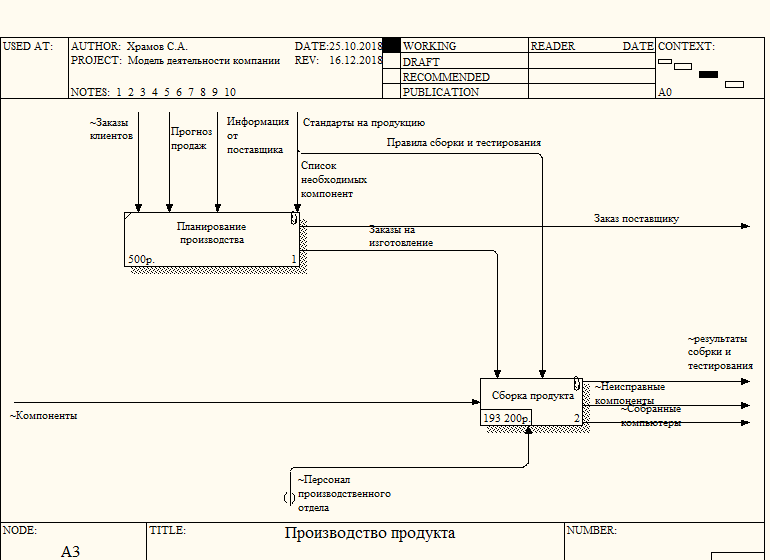 USED AT:
AUTHOR: Храмов С.А.
DATE:25.10.2018
WORKING
READER
DATE
CONTEXT:
PROJECT: Модель деятельности компании
REV: 16.12.2018
DRAFT
RECOMMENDED
NOTES: 1 2 3 4 5 6 7 8 9 10
PUBLICATION
A0
~Заказы
клиентов
Прогноз
продаж
Информация
от
поставщика
Стандарты на продукцию
Правила сборки и тестирования
Список
необходимых
компонент
Планирование
производства
500р.
1
Заказ поставщику
Заказы на
изготовление
~результаты
собрки и
тестирования
Сборка продукта
193 200р.
2
~Неисправные
компоненты
~Собранные
компьютеры
~Компоненты
~Персонал
производственного
отдела
NODE:
TITLE:
Производство продукта
NUMBER:
A3